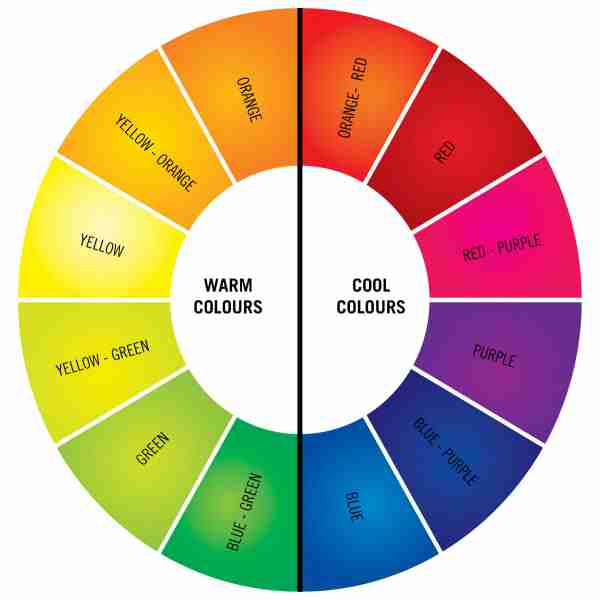 ORANGE
ORANGE- RED
YELLOW - ORANGE
RED
YELLOW
RED - PURPLE
WARM
COLOURS
COOL
COLOURS
YELLOW - GREEN
PURPLE
GREEN
BLUE - PURPLE
BLUE - GREEN
BLUE